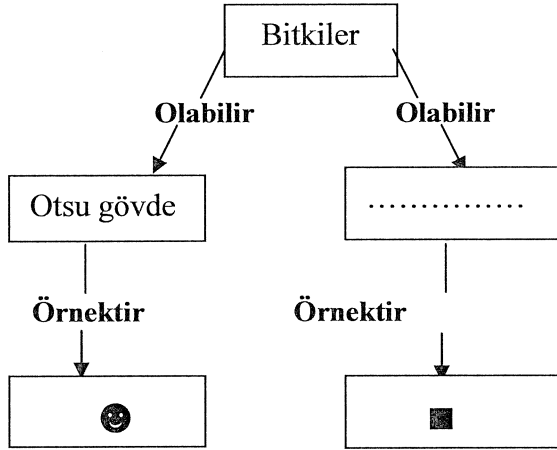 Bitkiler
Olabilir
Olabilir
Otsu gövde
...............
Örnektir
Örnektir